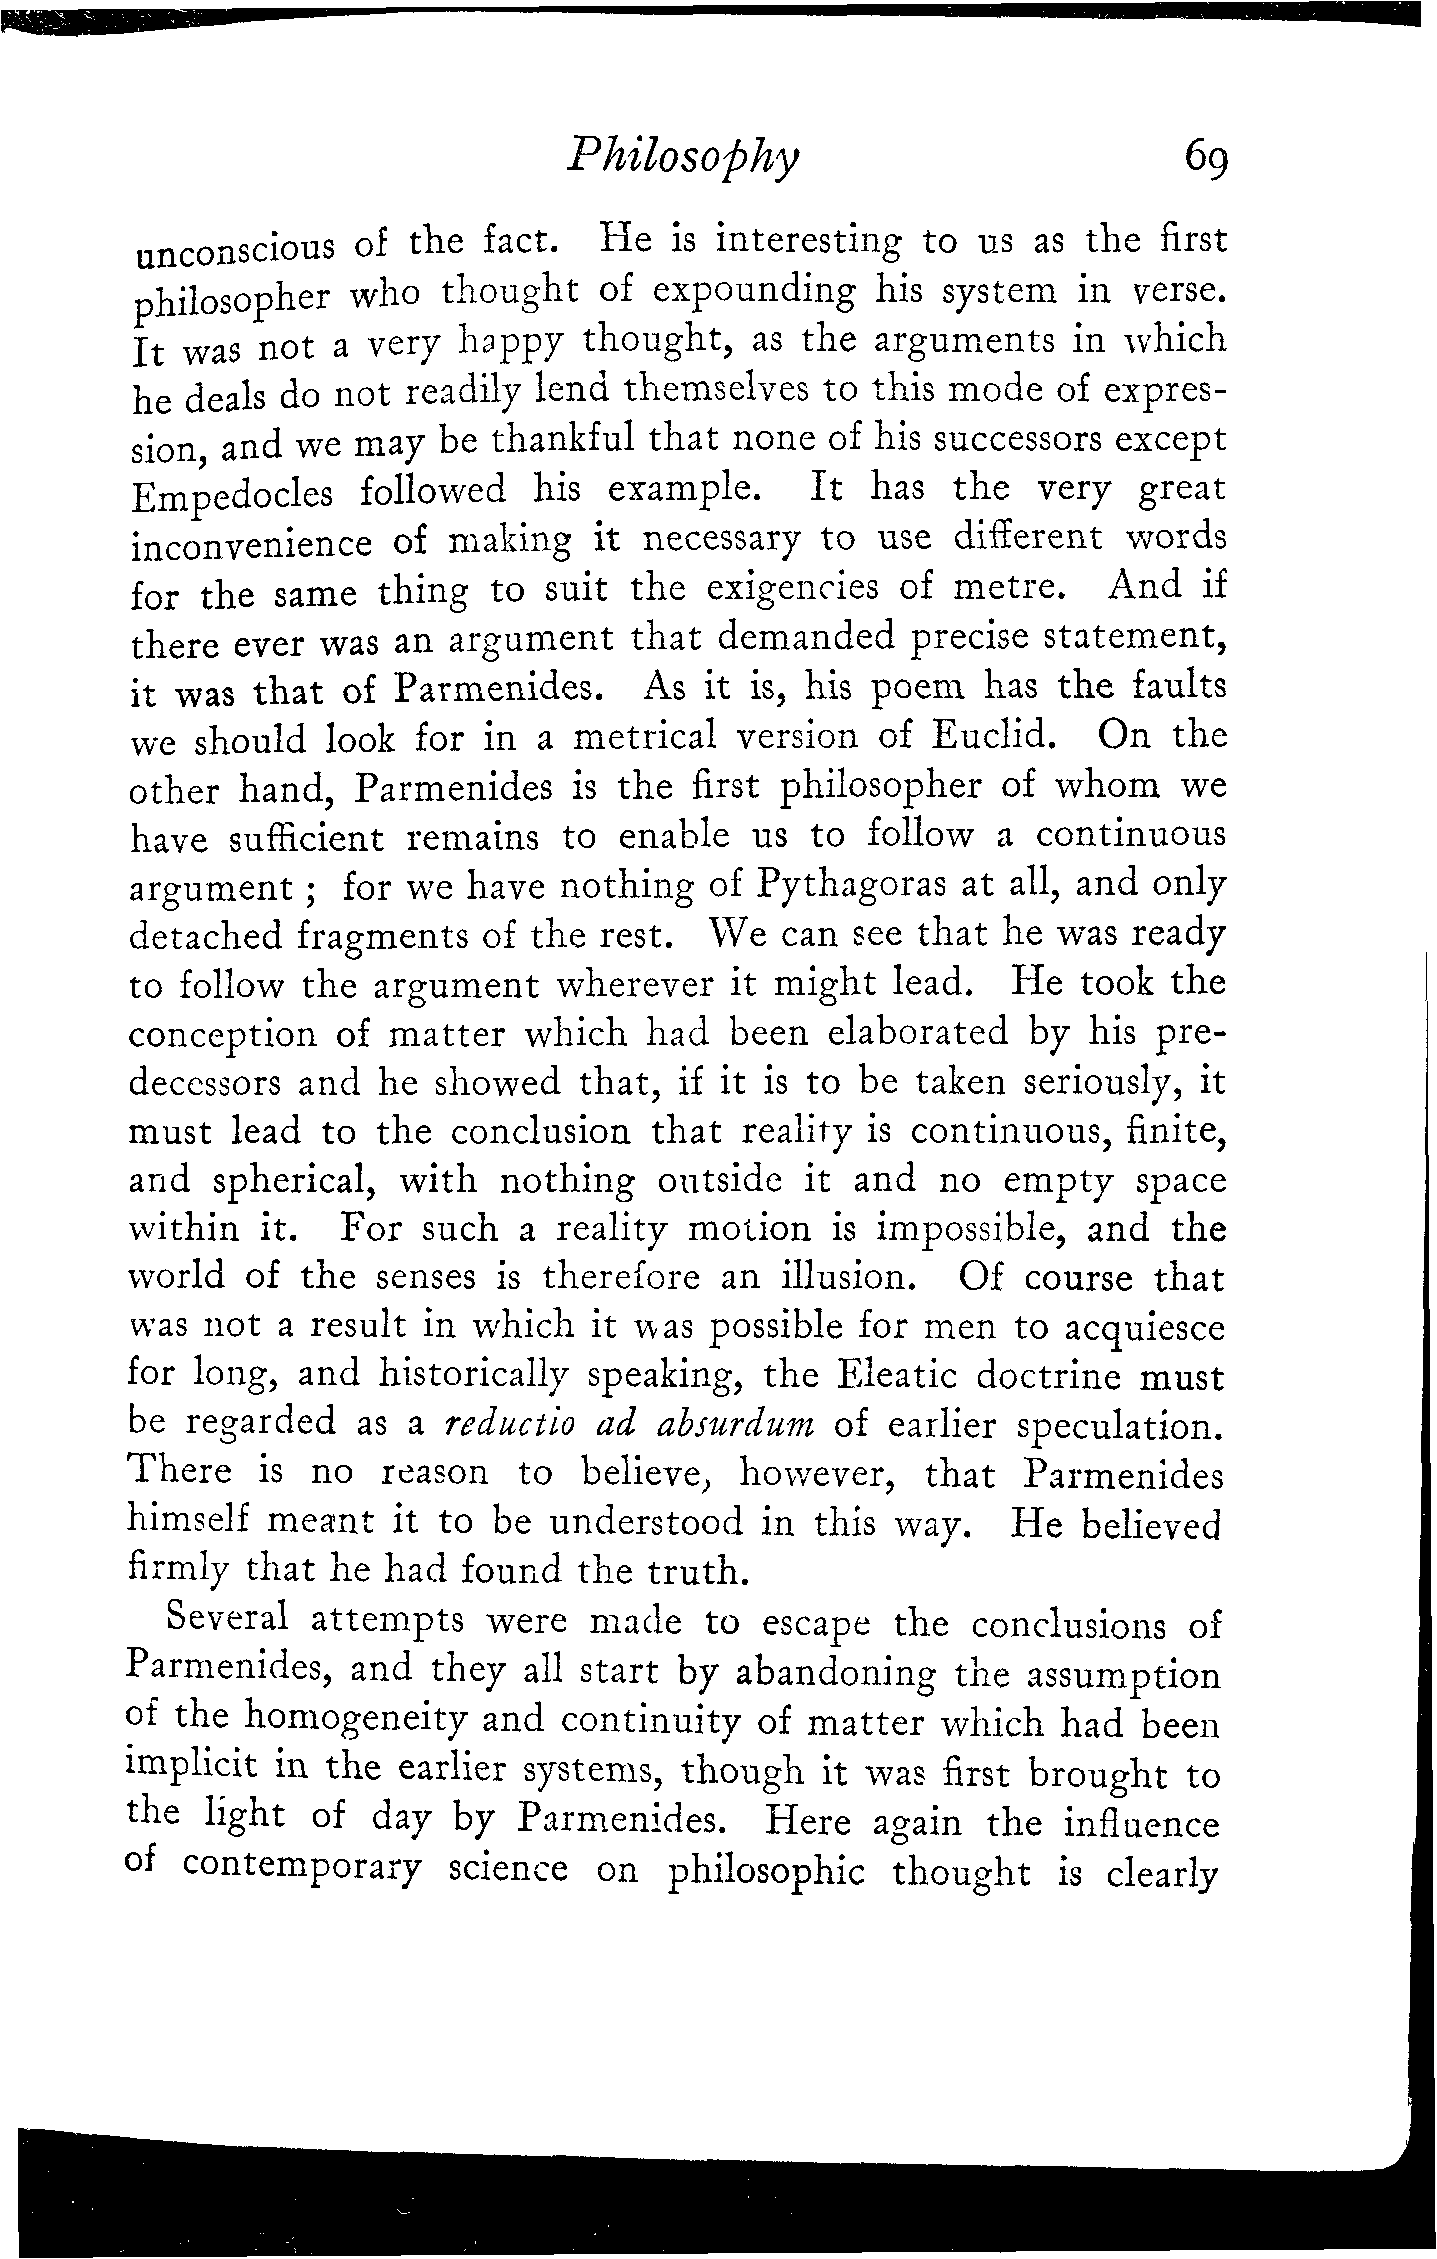 Philosophy 69
unconscious of the fact. He is interesting to us as the first
philosopher who thought of expounding his system in verse.
It was not a very happy thought, as the arguments in which
he deals do not readily lend themselves to this mode of expres-
sion, and we may be thankful that none of his successors except
Empedocles followed his example. It has the very great
inconvenience of making it necessary to use different words
for the same thing to suit the exigencies of metre. And if
there ever was an argument that demanded precise statement,
it was that of Parmenides. As it is, his poem has the faults
we should look for in a metrical version of Euclid. On the
other hand, Parmenides is the first philosopher of whom we
have sufficient remains to enable us to follow a continuous
argument ; for we have nothing of Pythagoras at all, and only
detached fragments of the rest. We can see that he was ready
to follow the argument wherever it might lead. He took the
conception of matter which had been elaborated by his pre-
decessors and he showed that, if it is to be taken seriously, it
must lead to the conclusion that reality is continuous, finite,
and spherical, with nothing outside it and no empty space
within it. For such a reality motion is impossible, and the
world of the senses is therefore an illusion. Of course that
was not a result in which it was possible for men to acquiesce
for long, and historically speaking, the Eleatic doctrine must
be regarded as a reductio ad absurdum of earlier speculation.
There is no reason to believe, however, that Parmenides
himself meant it to be understood in this way. He believed
firmly that he had found the truth.
Several attempts were made to escape the conclusions of
Parmenides, and they all start by abandoning the assumption
of the homogeneity and continuity of matter which had been
implicit in the earlier systems, though it was first brought to
the light of day by Parmenides. Here again the influence
of contemporary science on philosophic thought is clearly